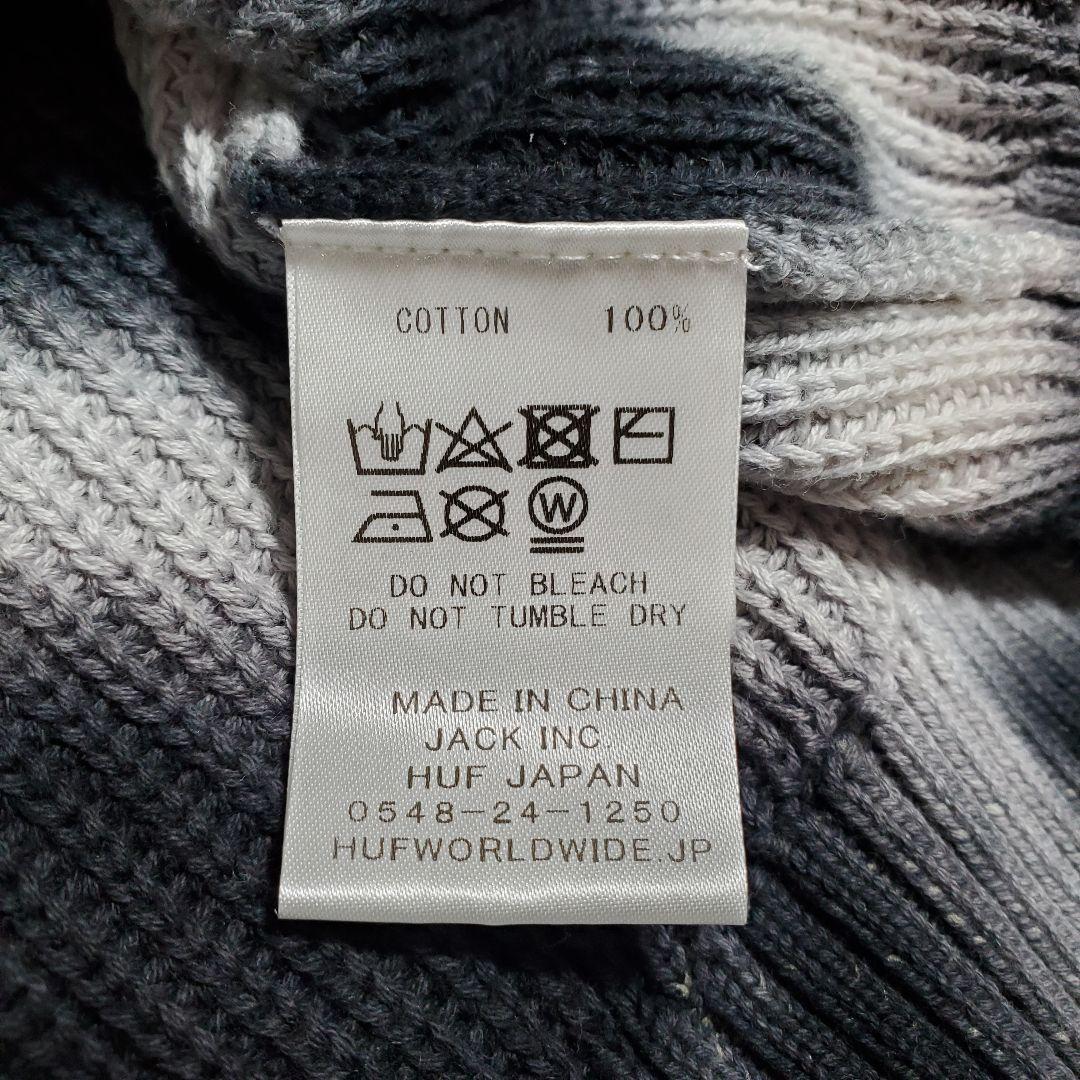 COTTON 100%
W
DO NOT BLEACH
DO NOT TUMBLE DRY
MADE IN CHINA
JACK INC.
HUF JAPAN
0548-24-1250
HUFWORLDWIDE.JP